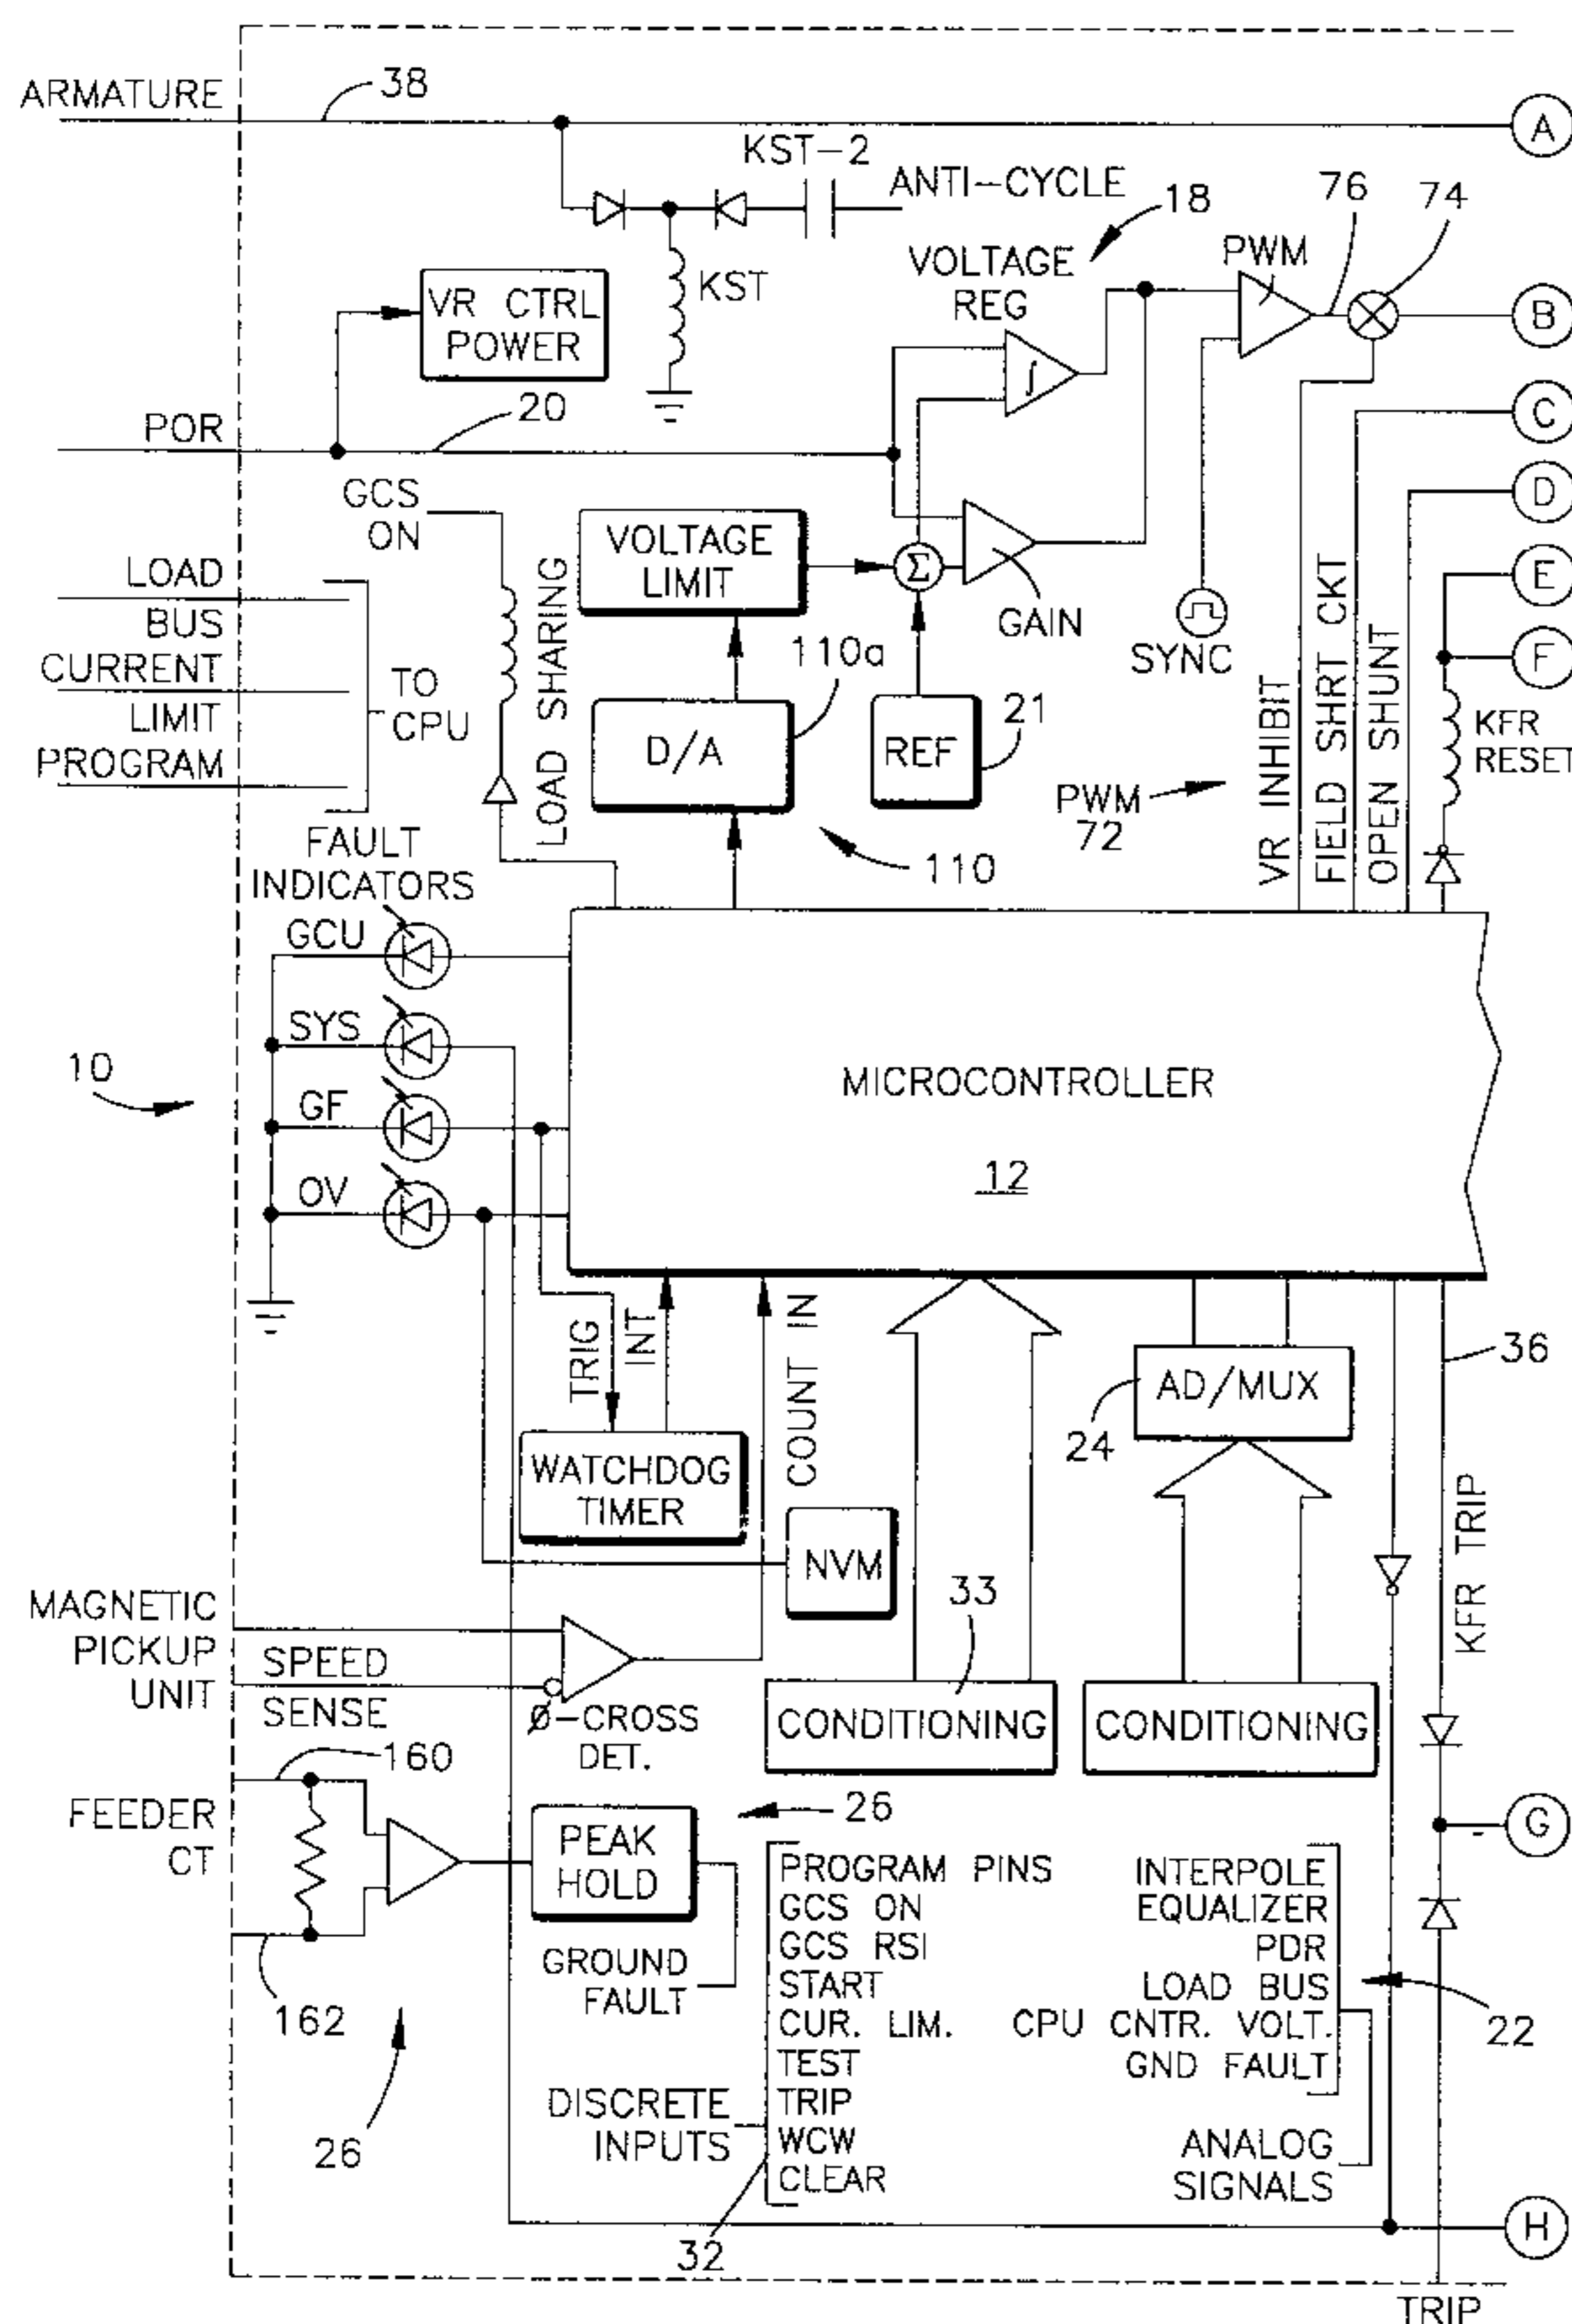 ARMATURE
38
A
KST-2
ANTI-CYCLE
18
76
74
VOLTAGE
REG
PWM
KST
VR CTRL
POWER
B
POR
20
C
GCS
ON
D
VOLTAGE
LIMIT
Σ
∫
GAIN
SYNC
E
F
LOAD
BUS
CURRENT
LIMIT
PROGRAM
TO
CPU
LOAD SHARING
110a
D/A
REF
21
PWM
72
VR INHIBIT
FIELD SHRT CKT
OPEN SHUNT
KFR
RESET
110
FAULT
INDICATORS
GCU
SYS
GF
OV
10
MICROCONTROLLER
12
TRIG
INT
COUNT IN
36
AD/MUX
24
WATCHDOG
TIMER
NVM
KFR TRIP
MAGNETIC
PICKUP
UNIT
SPEED
SENSE
Ø-CROSS
DET.
33
CONDITIONING
CONDITIONING
160
FEEDER
CT
162
PEAK
HOLD
26
GROUND
FAULT
G
PROGRAM PINS
GCS ON
GCS RSI
START
CUR. LIM.
TEST
TRIP
WCW
CLEAR
INTERPOLE
EQUALIZER
PDR
LOAD BUS
CPU CNTR. VOLT.
GND FAULT
22
26
DISCRETE
INPUTS
ANALOG
SIGNALS
32
H
TRIP